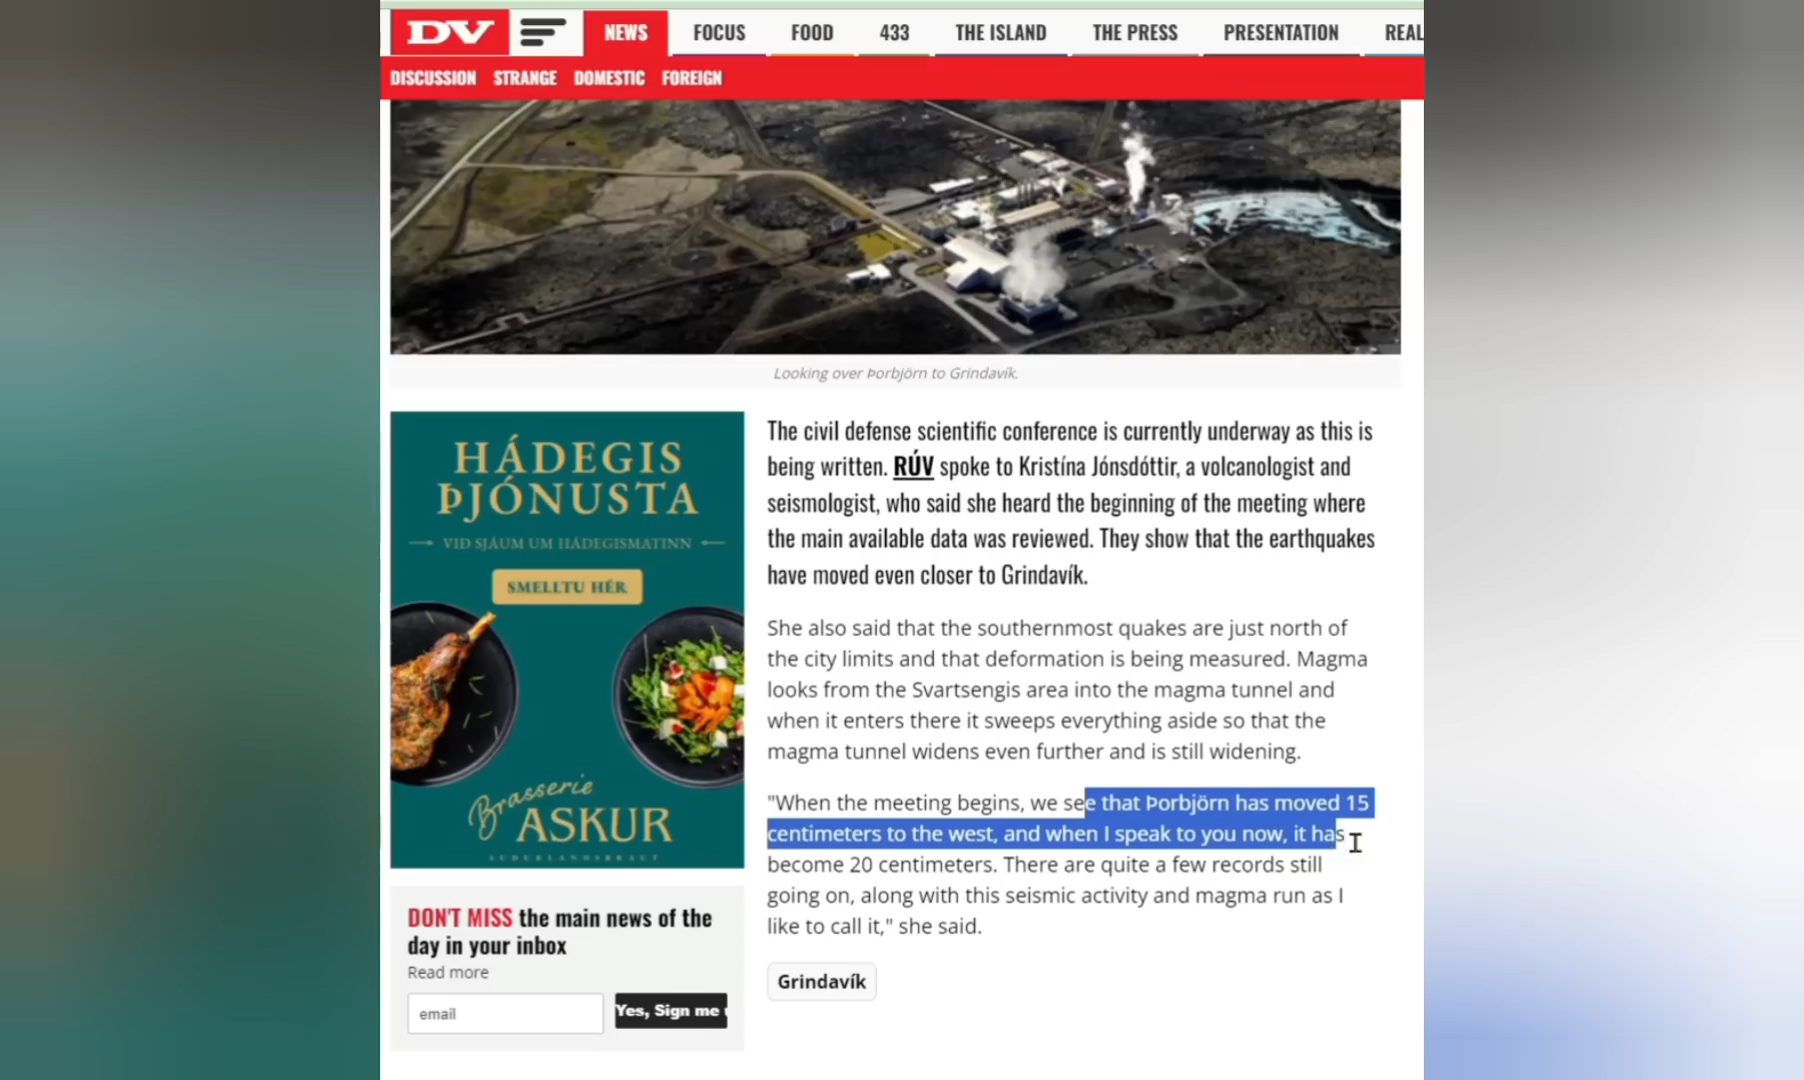 DV
NEWS
FOCUS
FOOD
433
THE ISLAND
THE PRESS
PRESENTATION
REAL
DISCUSSION STRANGE DOMESTIC FOREIGN
Looking over Þorbjörn to Grindavík.
HÁDEGIS
ÞJÓNUSTA
VIÐ SJÁUM UM HÁDEGISMATINN
SMELLTU HÉR
Brasserie
ASKUR
SUÐURLANDSBRAUT
DON'T MISS the main news of the
day in your inbox
Read more
email
Yes, Sign me
The civil defense scientific conference is currently underway as this is
being written. RÚV spoke to Kristína Jónsdóttir, a volcanologist and
seismologist, who said she heard the beginning of the meeting where
the main available data was reviewed. They show that the earthquakes
have moved even closer to Grindavík.
She also said that the southernmost quakes are just north of
the city limits and that deformation is being measured. Magma
looks from the Svartsengis area into the magma tunnel and
when it enters there it sweeps everything aside so that the
magma tunnel widens even further and is still widening.
"When the meeting begins, we see that Þorbjörn has moved 15
centimeters to the west, and when I speak to you now, it has
become 20 centimeters. There are quite a few records still
going on, along with this seismic activity and magma run as I
like to call it," she said.
Grindavík